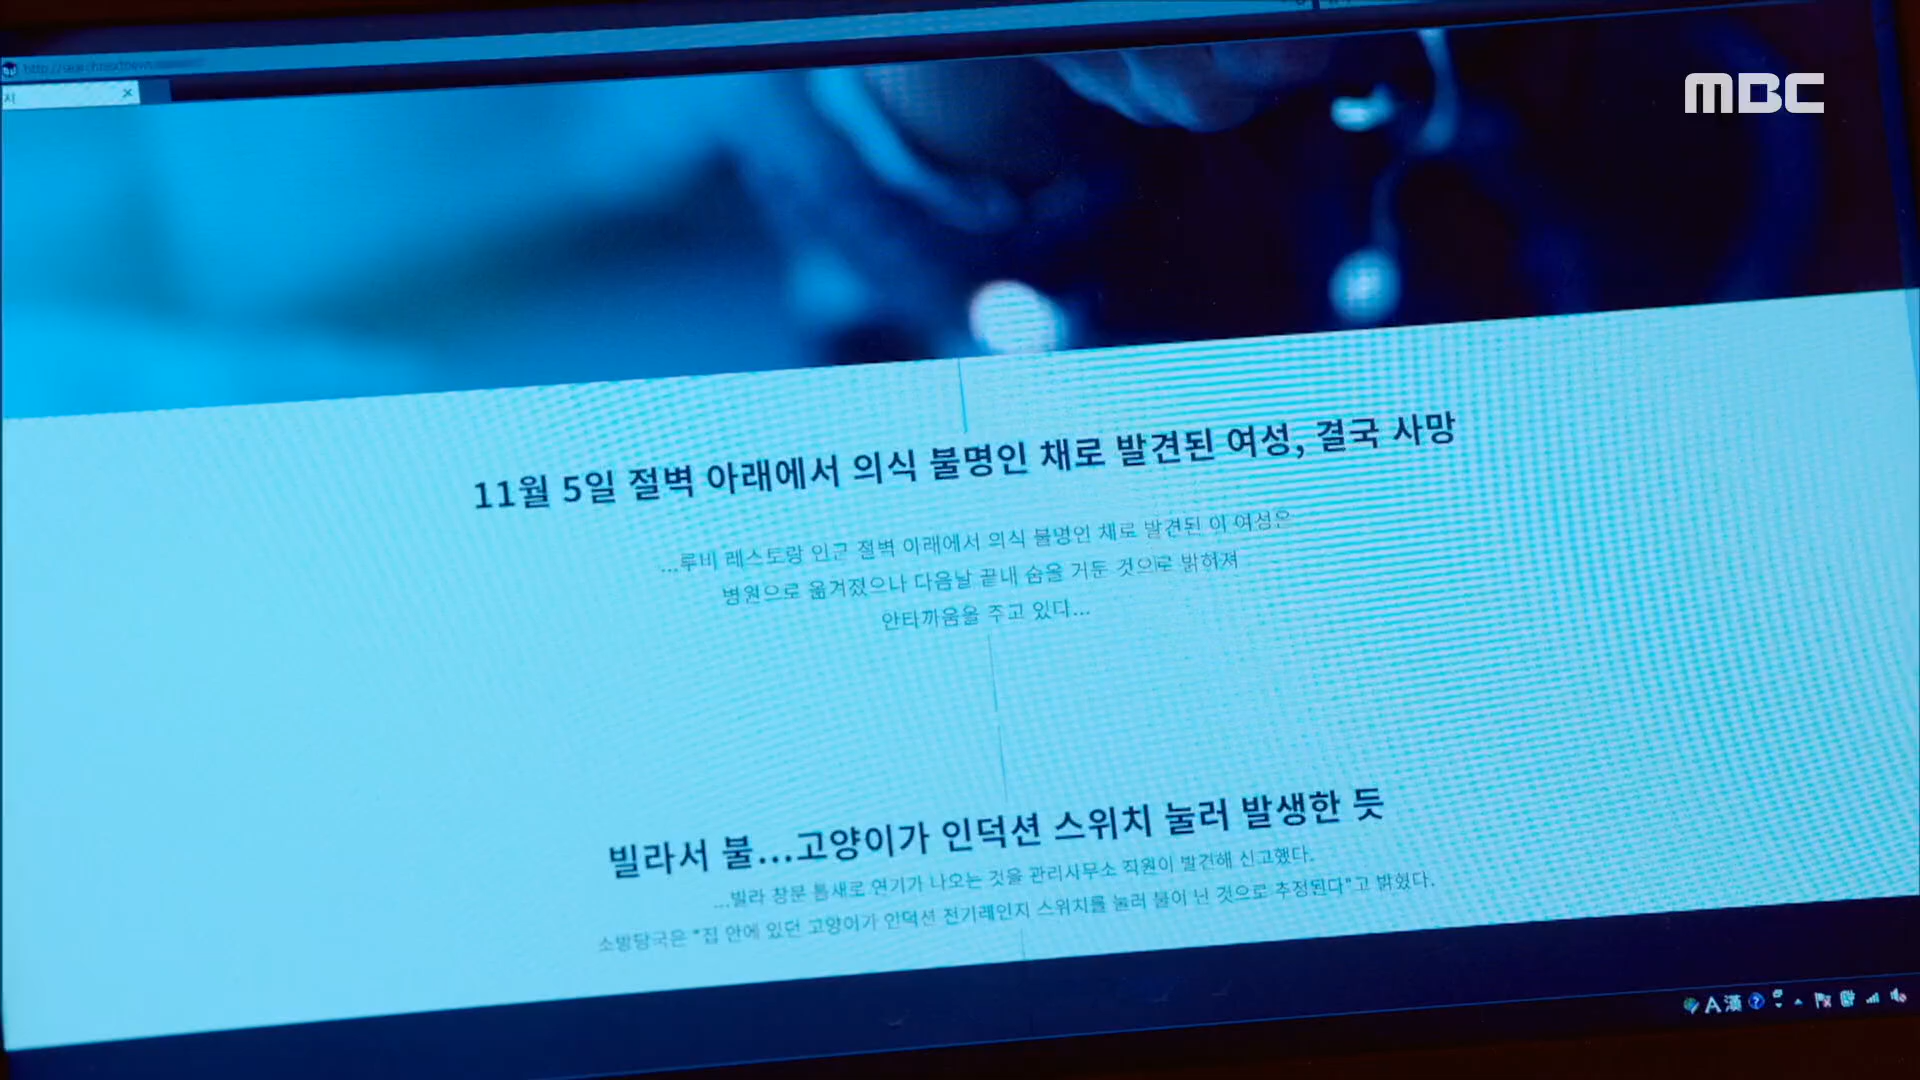 MBC
11월 5일 절벽 아래에서 의식 불명인 채로 발견된 여성, 결국 사망
...루비 레스토랑 인근 절벽 아래에서 의식 불명인 채로 발견된 이 여성은
병원으로 옮겨졌으나 다음날 끝내 숨을 거둔 것으로 밝혀져
안타까움을 주고 있다...
빌라서 불...고양이가 인덕션 스위치 눌러 발생한 듯
...빌라 창문 틈새로 연기가 나오는 것을 관리사무소 직원이 발견해 신고했다.
소방당국은 "집 안에 있던 고양이가 인덕션 전기레인지 스위치를 눌러 불이 난 것으로 추정된다"고 밝혔다.
A 漢